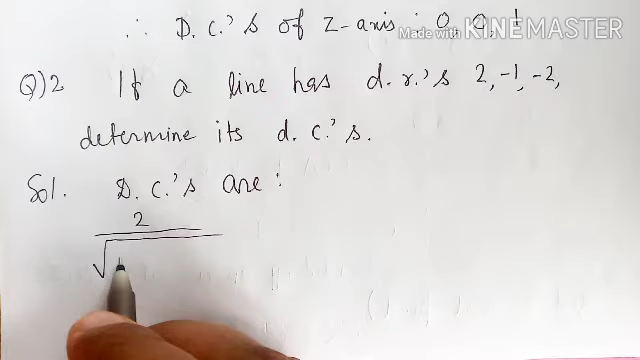 ∴ D.C.'s of Z-axis : 0, 0, 1
Made with KINEMASTER
Q)2 If a line has d.r.'s 2, -1, -2,
determine its d.c.'s.
Sol. D.C.'s are:
2
√